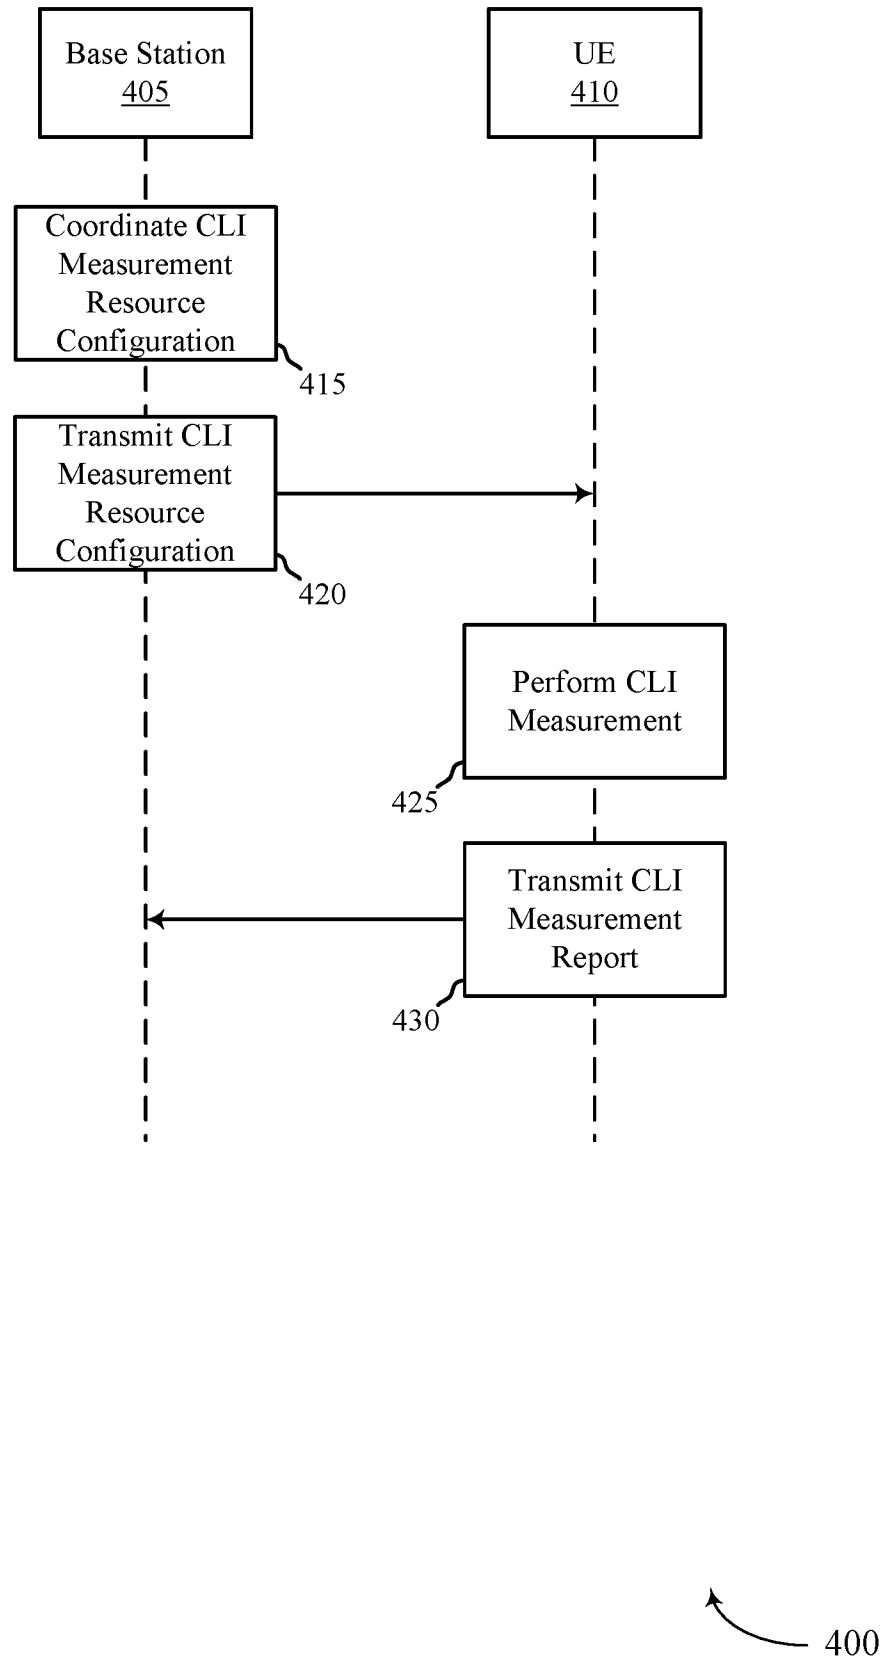 Base Station
405
UE
410
Coordinate CLI
Measurement
Resource
Configuration
415
Transmit CLI
Measurement
Resource
Configuration
420
Perform CLI
Measurement
425
Transmit CLI
Measurement
Report
430
400